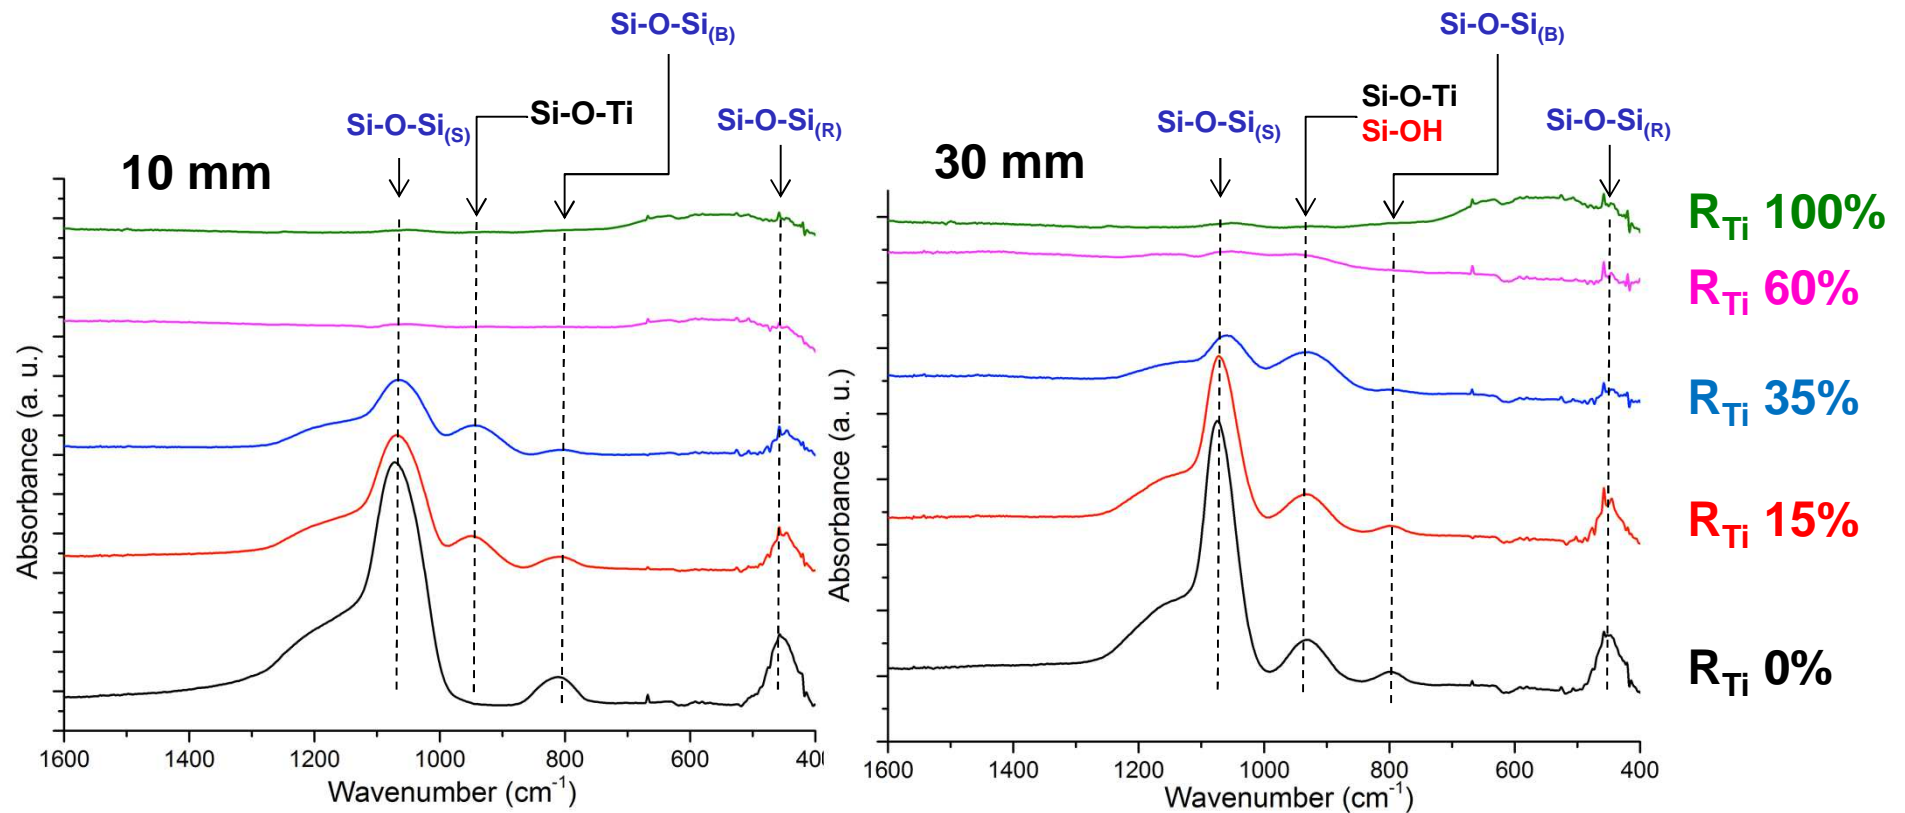 Si-O-Si(B)
Si-O-Ti
Si-O-Si(S)
Si-O-Si(R)
10 mm
Absorbance (a. u.)
1600 1400 1200 1000 800 600 400
Wavenumber (cm-1)
Si-O-Si(B)
Si-O-Ti
Si-OH
Si-O-Si(S)
Si-O-Si(R)
30 mm
Absorbance (a. u.)
1600 1400 1200 1000 800 600 400
Wavenumber (cm-1)
RTi 100%
RTi 60%
RTi 35%
RTi 15%
RTi 0%